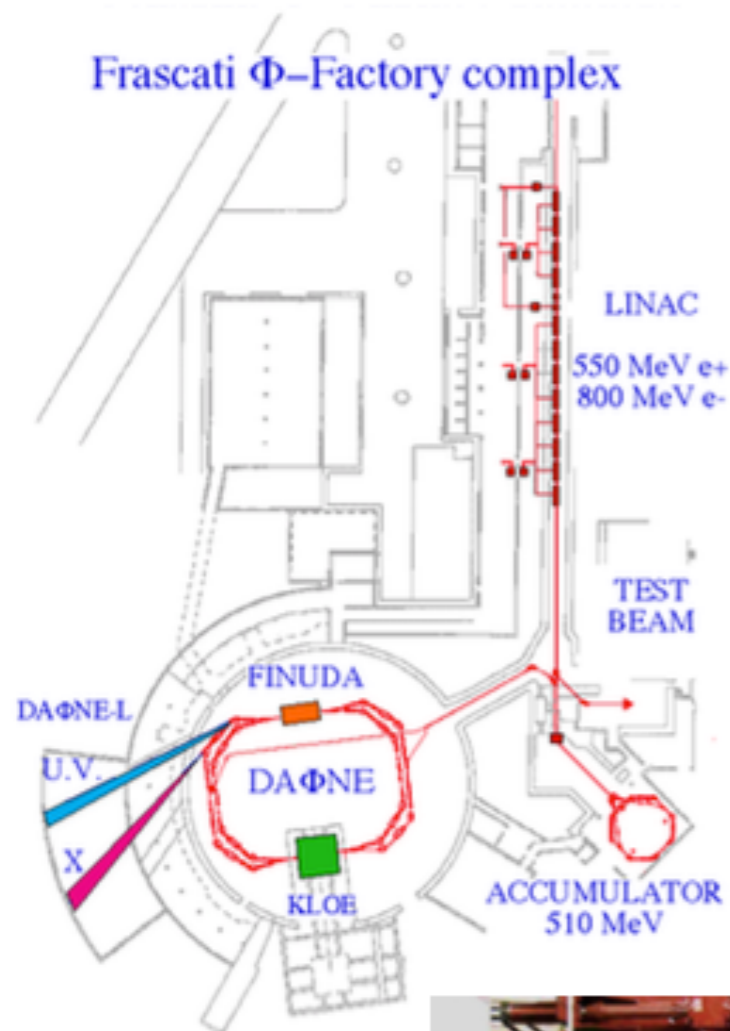 Frascati Φ–Factory complex
LINAC
550 MeV e+
800 MeV e-
TEST
BEAM
FINUDA
DAΦNE-L
U.V.
DAΦNE
X
KLOE
ACCUMULATOR
510 MeV